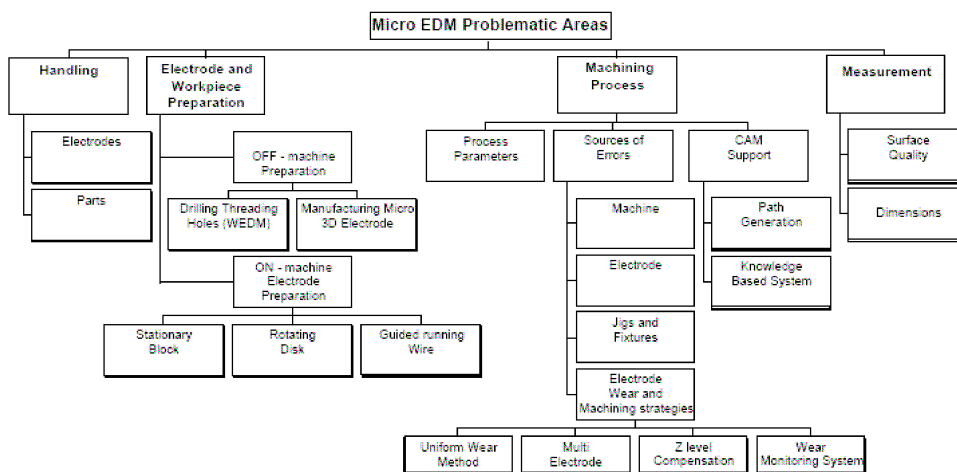 Micro EDM Problematic Areas
Handling
Electrodes
Parts
Electrode and
Workpiece
Preparation
OFF - machine
Preparation
Drilling Threading
Holes (WEDM)
Manufacturing Micro
3D Electrode
ON - machine
Electrode
Preparation
Stationary
Block
Rotating
Disk
Guided running
Wire
Machining
Process
Process
Parameters
Sources of
Errors
Machine
Electrode
Jigs and
Fixtures
Electrode
Wear and
Machining strategies
Uniform Wear
Method
Multi
Electrode
Z level
Compensation
Wear
Monitoring System
CAM
Support
Path
Generation
Knowledge
Based System
Measurement
Surface
Quality
Dimensions